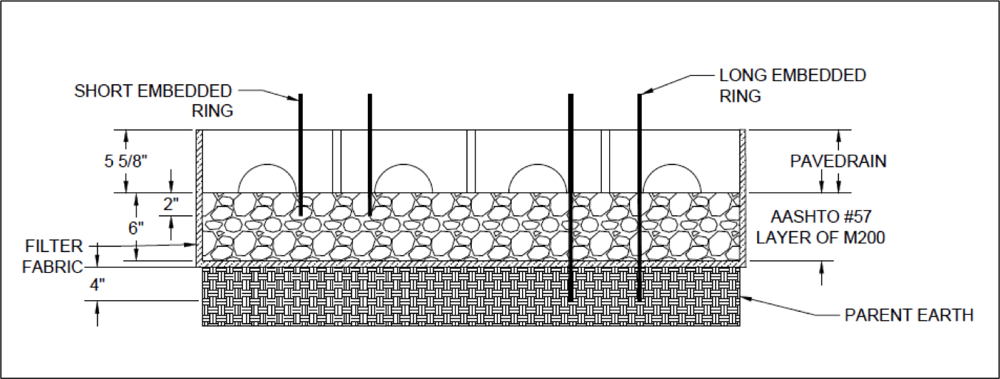 SHORT EMBEDDED
RING
LONG EMBEDDED
RING
5 5/8"
PAVEDRAIN
2"
6"
AASHTO #57
LAYER OF M200
FILTER
FABRIC
4"
PARENT EARTH